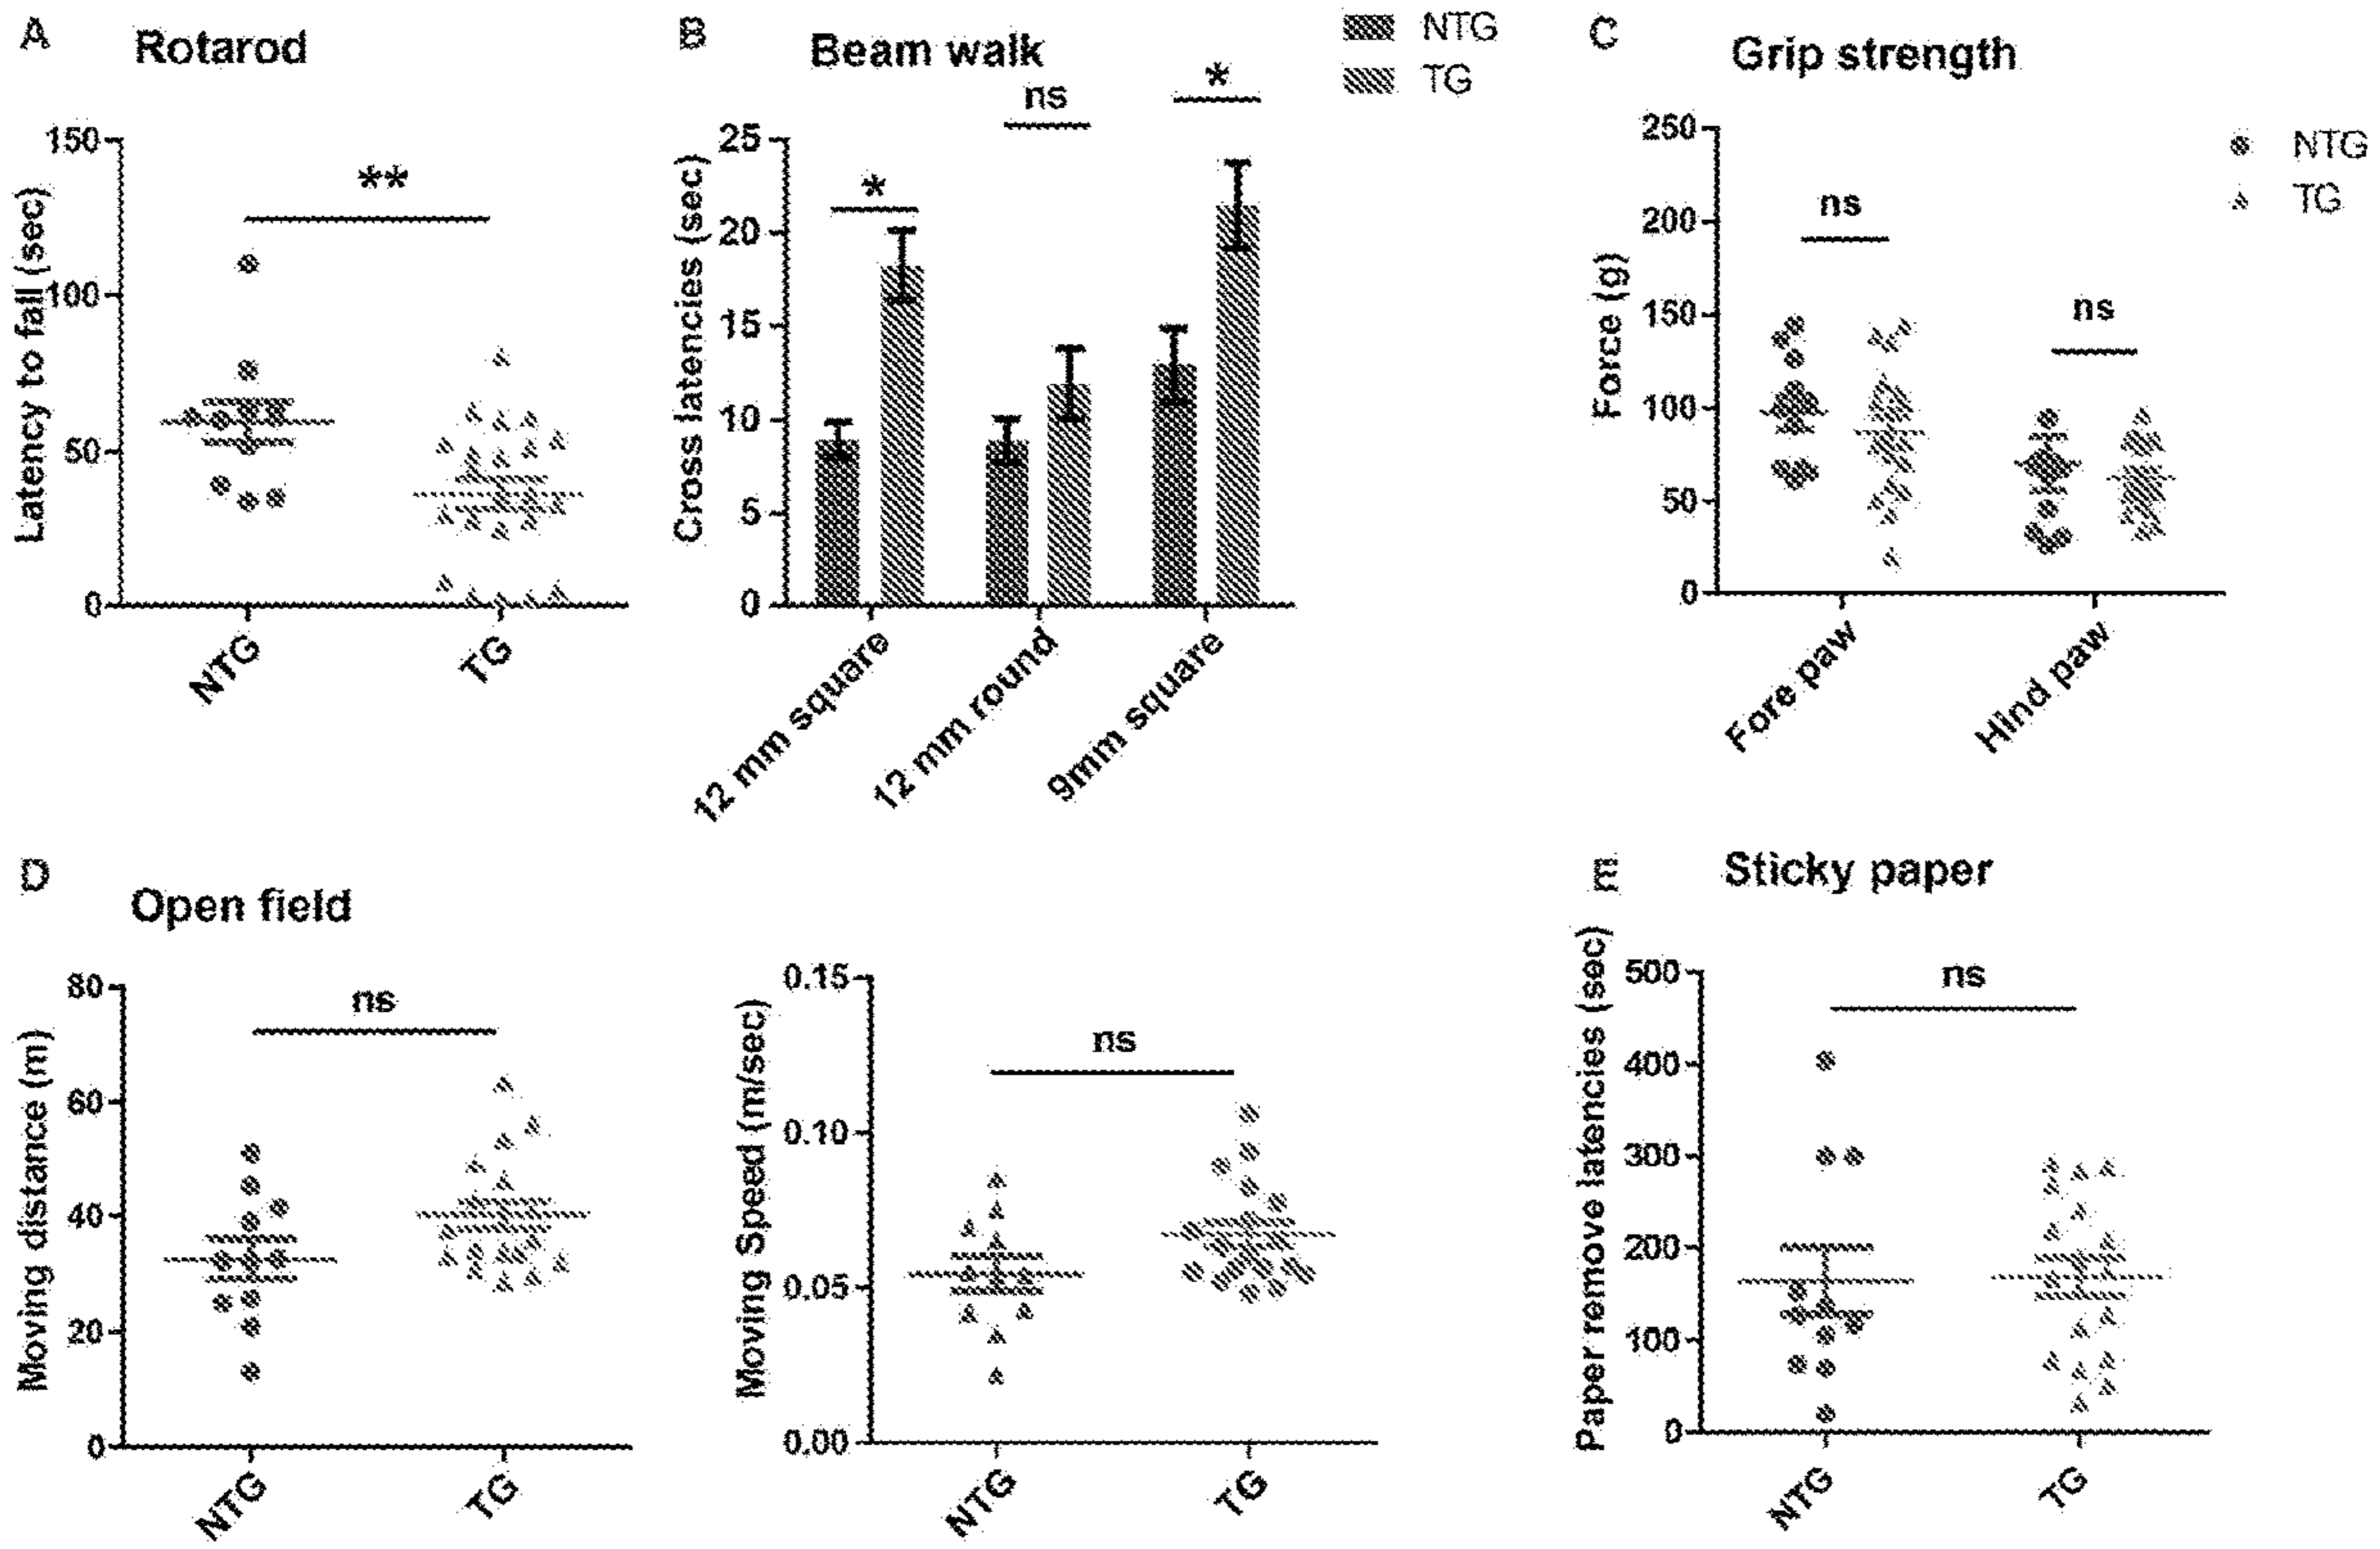 A Rotarod
Latency to fall (sec)
150
100
50
0
**
NTG
TG
B Beam walk
NTG
TG
Cross latencies (sec)
25
20
15
10
5
0
*
ns
*
12 mm square
12 mm round
9mm square
C Grip strength
NTG
TG
Force (g)
250
200
150
100
50
0
ns
ns
Fore paw
Hind paw
D Open field
Moving distance (m)
80
60
40
20
0
ns
NTG
TG
Moving Speed (m/sec)
0.15
0.10
0.05
0.00
ns
NTG
TG
E Sticky paper
Paper remove latencies (sec)
500
400
300
200
100
0
ns
NTG
TG